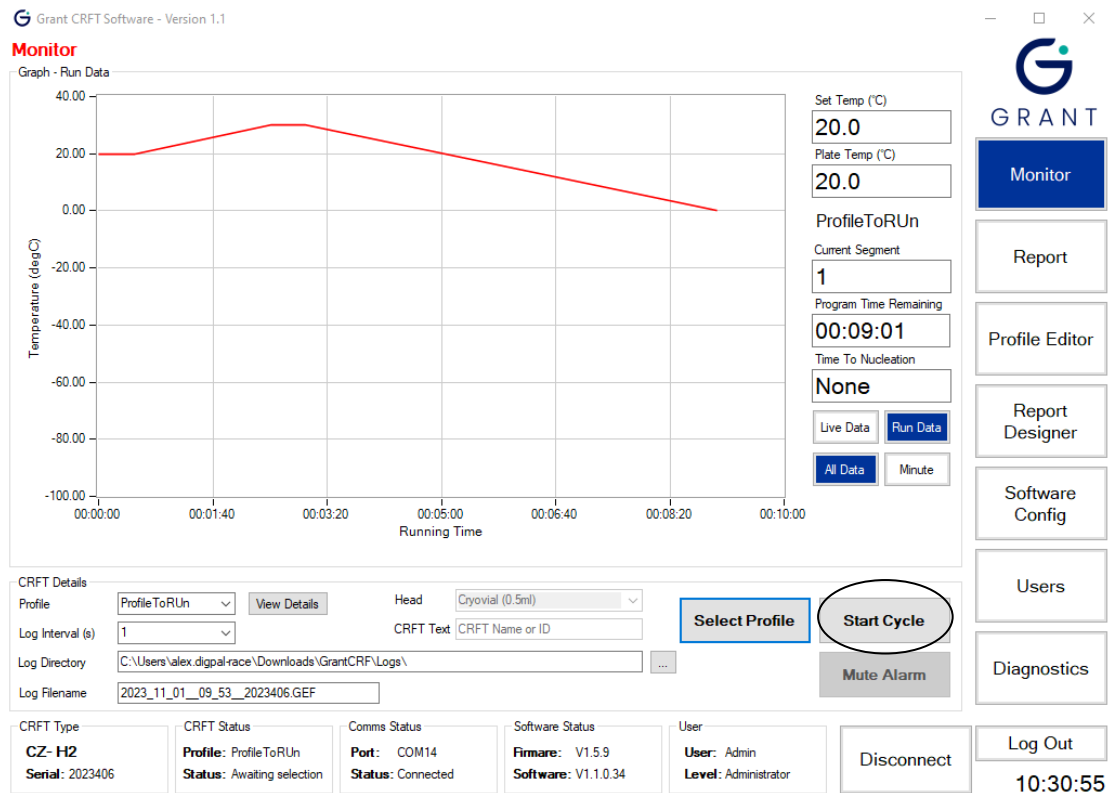 Grant CRFT Software - Version 1.1
Monitor
Graph - Run Data
40.00
20.00
0.00
-20.00
-40.00
-60.00
-80.00
-100.00
Temperature (degC)
00:00:00 00:01:40 00:03:20 00:05:00 00:06:40 00:08:20 00:10:00
Running Time
Set Temp (°C)
20.0
Plate Temp (°C)
20.0
ProfileToRUn
Current Segment
1
Program Time Remaining
00:09:01
Time To Nucleation
None
Live Data Run Data
All Data Minute
GRANT
Monitor
Report
Profile Editor
Report
Designer
Software
Config
Users
Diagnostics
CRFT Details
Profile ProfileToRUn View Details Head Cryovial (0.5ml)
Log Interval (s) 1 CRFT Text CRFT Name or ID
Log Directory C:\Users\alex.digpal-race\Downloads\GrantCRF\Logs\ ...
Log Filename 2023_11_01__09_53__2023406.GEF
Select Profile Start Cycle
Mute Alarm
CRFT Type
CZ- H2
Serial: 2023406
CRFT Status
Profile: ProfileToRUn
Status: Awaiting selection
Comms Status
Port: COM14
Status: Connected
Software Status
Firmare: V1.5.9
Software: V1.1.0.34
User
User: Admin
Level: Administrator
Disconnect
Log Out
10:30:55